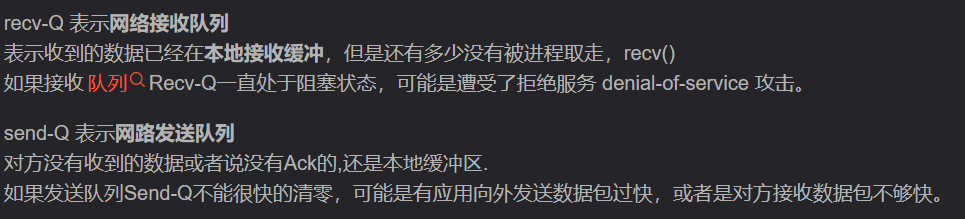 recv-Q 表示网络接收队列
表示收到的数据已经在本地接收缓冲，但是还有多少没有被进程取走，recv()
如果接收队列Recv-Q一直处于阻塞状态，可能是遭受了拒绝服务 denial-of-service 攻击。
send-Q 表示网路发送队列
对方没有收到的数据或者说没有Ack的,还是本地缓冲区.
如果发送队列Send-Q不能很快的清零，可能是有应用向外发送数据包过快，或者是对方接收数据包不够快。